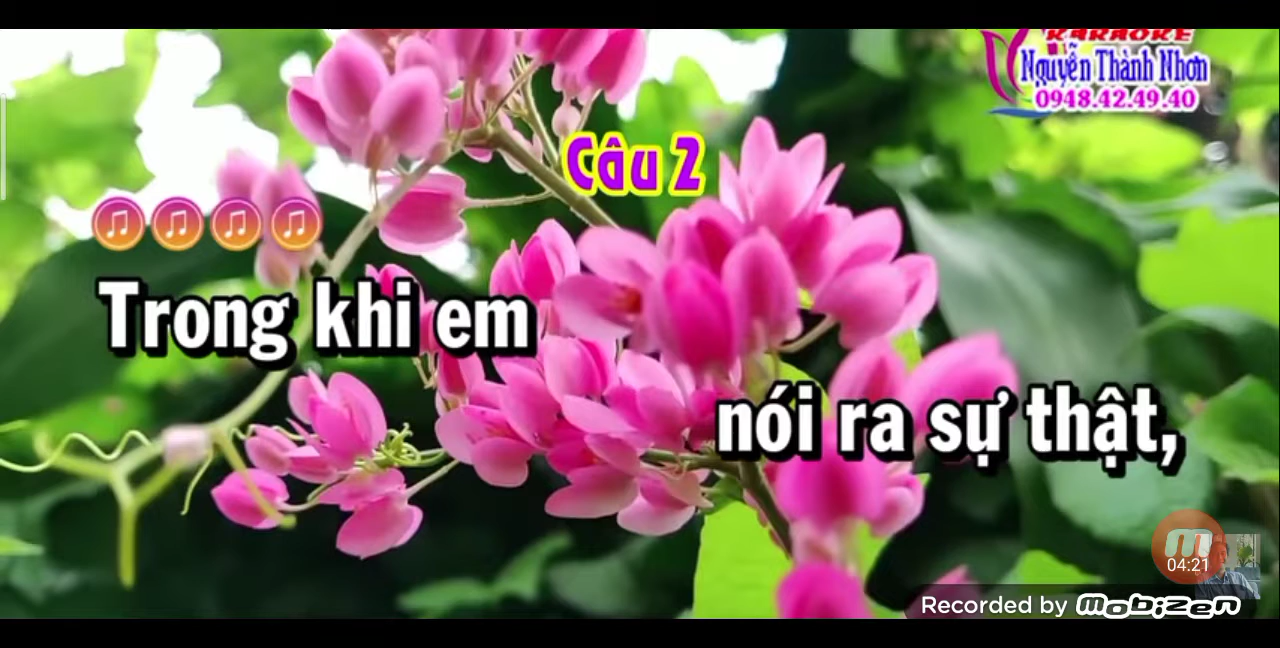 KARAOKE
Nguyễn Thành Nhơn
0948.42.49.40
Câu 2
Trong khi em
nói ra sự thật,
04:21
Recorded by mobizen